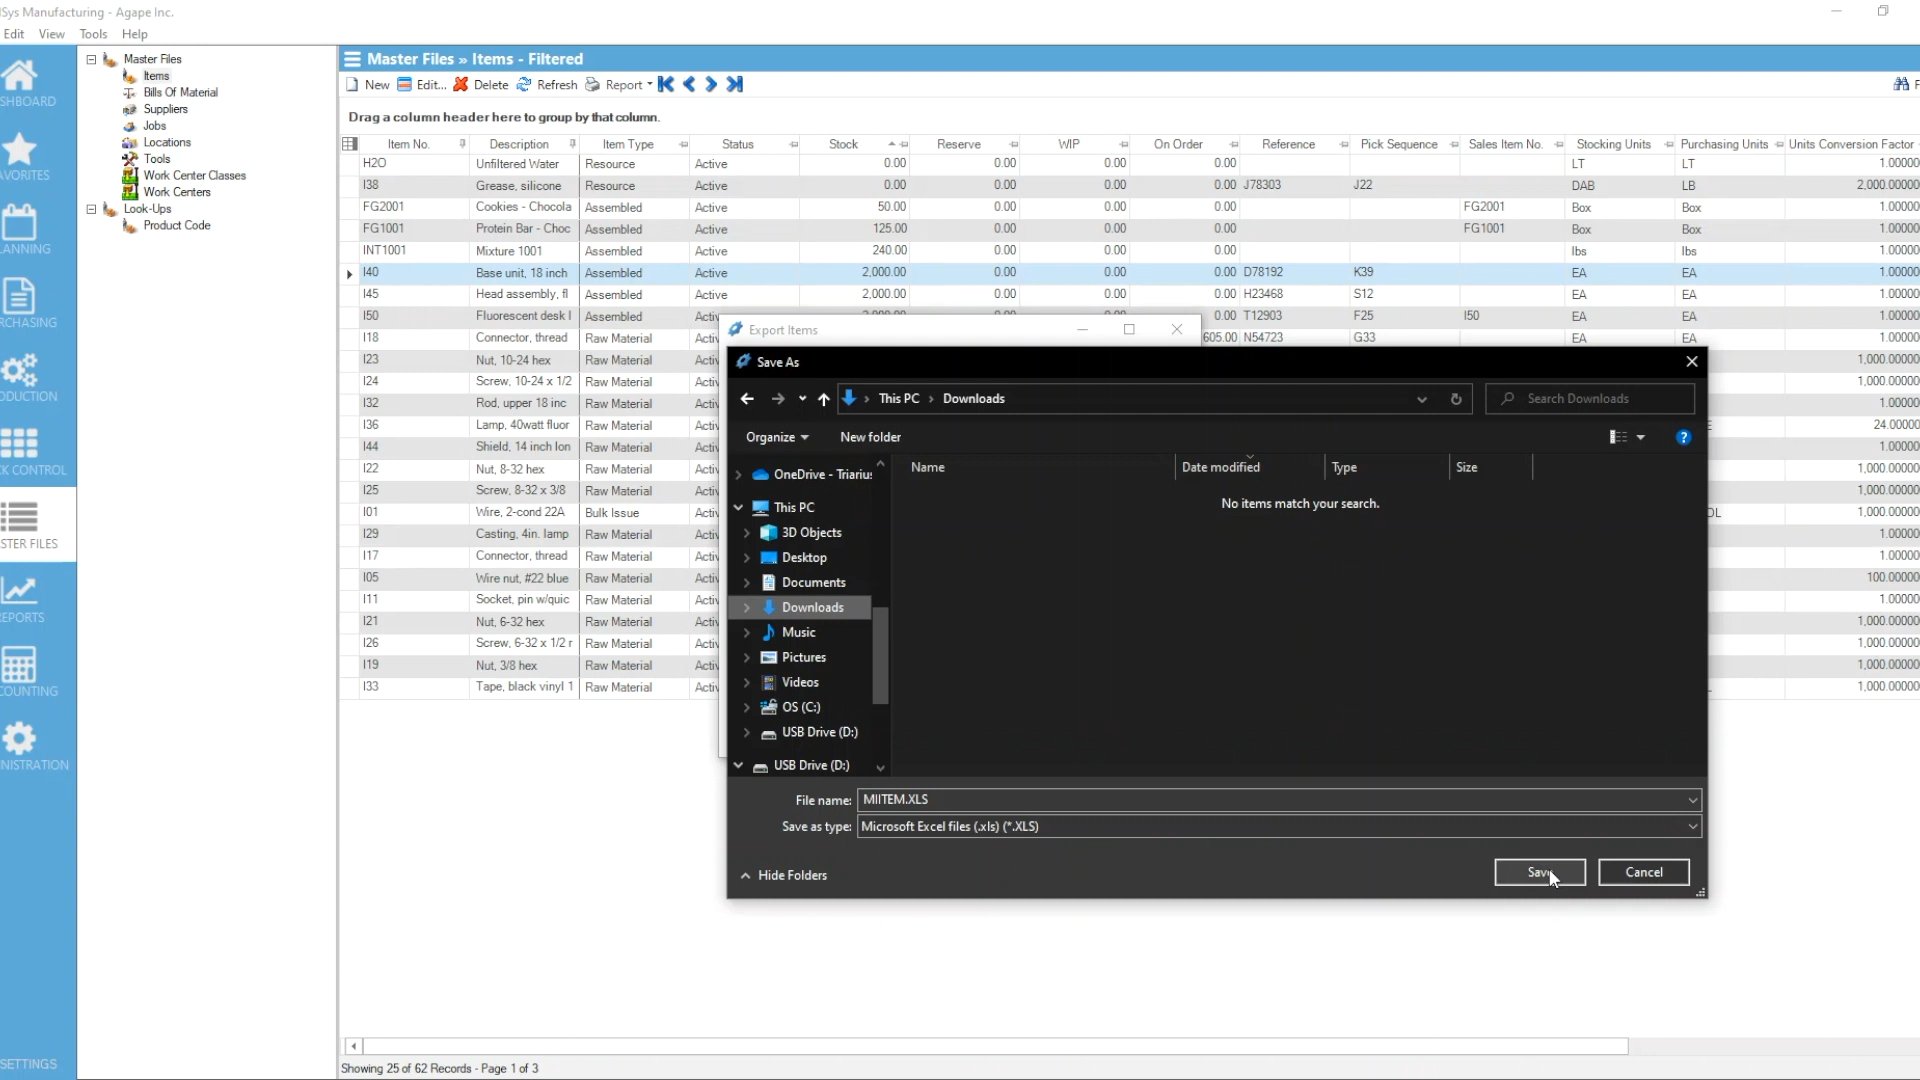 Sys Manufacturing - Agape Inc.
Edit View Tools Help
SHBOARD
AVORITES
ANNING
RCHASING
ODUCTION
K CONTROL
STER FILES
EPORTS
COUNTING
NISTRATION
SETTINGS
Master Files
Items
Bills Of Material
Suppliers
Jobs
Locations
Tools
Work Center Classes
Work Centers
Look-Ups
Product Code
Master Files » Items - Filtered
New Edit... Delete Refresh Report F
Drag a column header here to group by that column.
Item No. Description Item Type Status Stock Reserve WIP On Order Reference Pick Sequence Sales Item No. Stocking Units Purchasing Units Units Conversion Factor
H2O Unfiltered Water Resource Active 0.00 0.00 0.00 0.00 LT LT 1.00000
I38 Grease, silicone Resource Active 0.00 0.00 0.00 0.00 J78303 J22 DAB LB 2,000.00000
FG2001 Cookies - Chocola Assembled Active 50.00 0.00 0.00 0.00 FG2001 Box Box 1.00000
FG1001 Protein Bar - Choc Assembled Active 125.00 0.00 0.00 0.00 FG1001 Box Box 1.00000
INT1001 Mixture 1001 Assembled Active 240.00 0.00 0.00 0.00 lbs lbs 1.00000
I40 Base unit, 18 inch Assembled Active 2,000.00 0.00 0.00 0.00 D78192 K39 EA EA 1.00000
I45 Head assembly, fl Assembled Active 2,000.00 0.00 0.00 0.00 H23468 S12 EA EA 1.00000
I50 Fluorescent desk l Assembled Active 0.00 T12903 F25 I50 EA EA 1.00000
I18 Connector, thread Raw Material Activ 605.00 N54723 G33 EA EA 1.00000
I23 Nut, 10-24 hex Raw Material Activ 1,000.00000
I24 Screw, 10-24 x 1/2 Raw Material Activ 1,000.00000
I32 Rod, upper 18 inc Raw Material Activ 1.00000
I36 Lamp, 40watt fluor Raw Material Activ 24.00000
I44 Shield, 14 inch lon Raw Material Activ 1.00000
I22 Nut, 8-32 hex Raw Material Activ 1,000.00000
I25 Screw, 8-32 x 3/8 Raw Material Activ 1,000.00000
I01 Wire, 2-cond 22A Bulk Issue Activ OL 1,000.00000
I29 Casting, 4in. lamp Raw Material Activ 1.00000
I17 Connector, thread Raw Material Activ 1.00000
I05 Wire nut, #22 blue Raw Material Activ 100.00000
I11 Socket, pin w/quic Raw Material Activ 1.00000
I21 Nut, 6-32 hex Raw Material Activ 1,000.00000
I26 Screw, 6-32 x 1/2 r Raw Material Activ 1,000.00000
I19 Nut, 3/8 hex Raw Material Activ 1,000.00000
I33 Tape, black vinyl 1 Raw Material Activ 1,000.00000
Export Items
Save As
This PC › Downloads
Search Downloads
Organize New folder
?
Name Date modified Type Size
No items match your search.
OneDrive - Triarius
This PC
3D Objects
Desktop
Documents
Downloads
Music
Pictures
Videos
OS (C:)
USB Drive (D:)
USB Drive (D:)
File name: MIITEM.XLS
Save as type: Microsoft Excel files (.xls) (*.XLS)
Hide Folders
Save Cancel
Showing 25 of 62 Records - Page 1 of 3